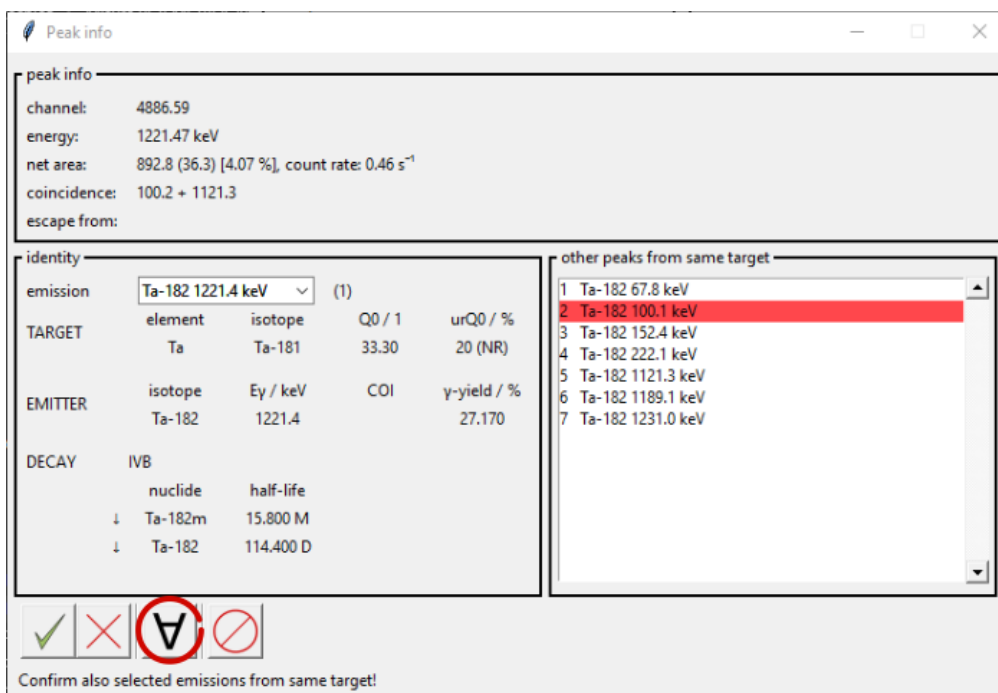 Peak info
peak info
channel: 4886.59
energy: 1221.47 keV
net area: 892.8 (36.3) [4.07 %], count rate: 0.46 s⁻¹
coincidence: 100.2 + 1121.3
escape from:
identity
emission Ta-182 1221.4 keV (1)
element isotope Q0 / 1 urQ0 / %
TARGET
Ta Ta-181 33.30 20 (NR)
isotope Eγ / keV COI γ-yield / %
EMITTER
Ta-182 1221.4 27.170
DECAY IVB
nuclide half-life
↓ Ta-182m 15.800 M
↓ Ta-182 114.400 D
other peaks from same target
1 Ta-182 67.8 keV
2 Ta-182 100.1 keV
3 Ta-182 152.4 keV
4 Ta-182 222.1 keV
5 Ta-182 1121.3 keV
6 Ta-182 1189.1 keV
7 Ta-182 1231.0 keV
∀
Confirm also selected emissions from same target!